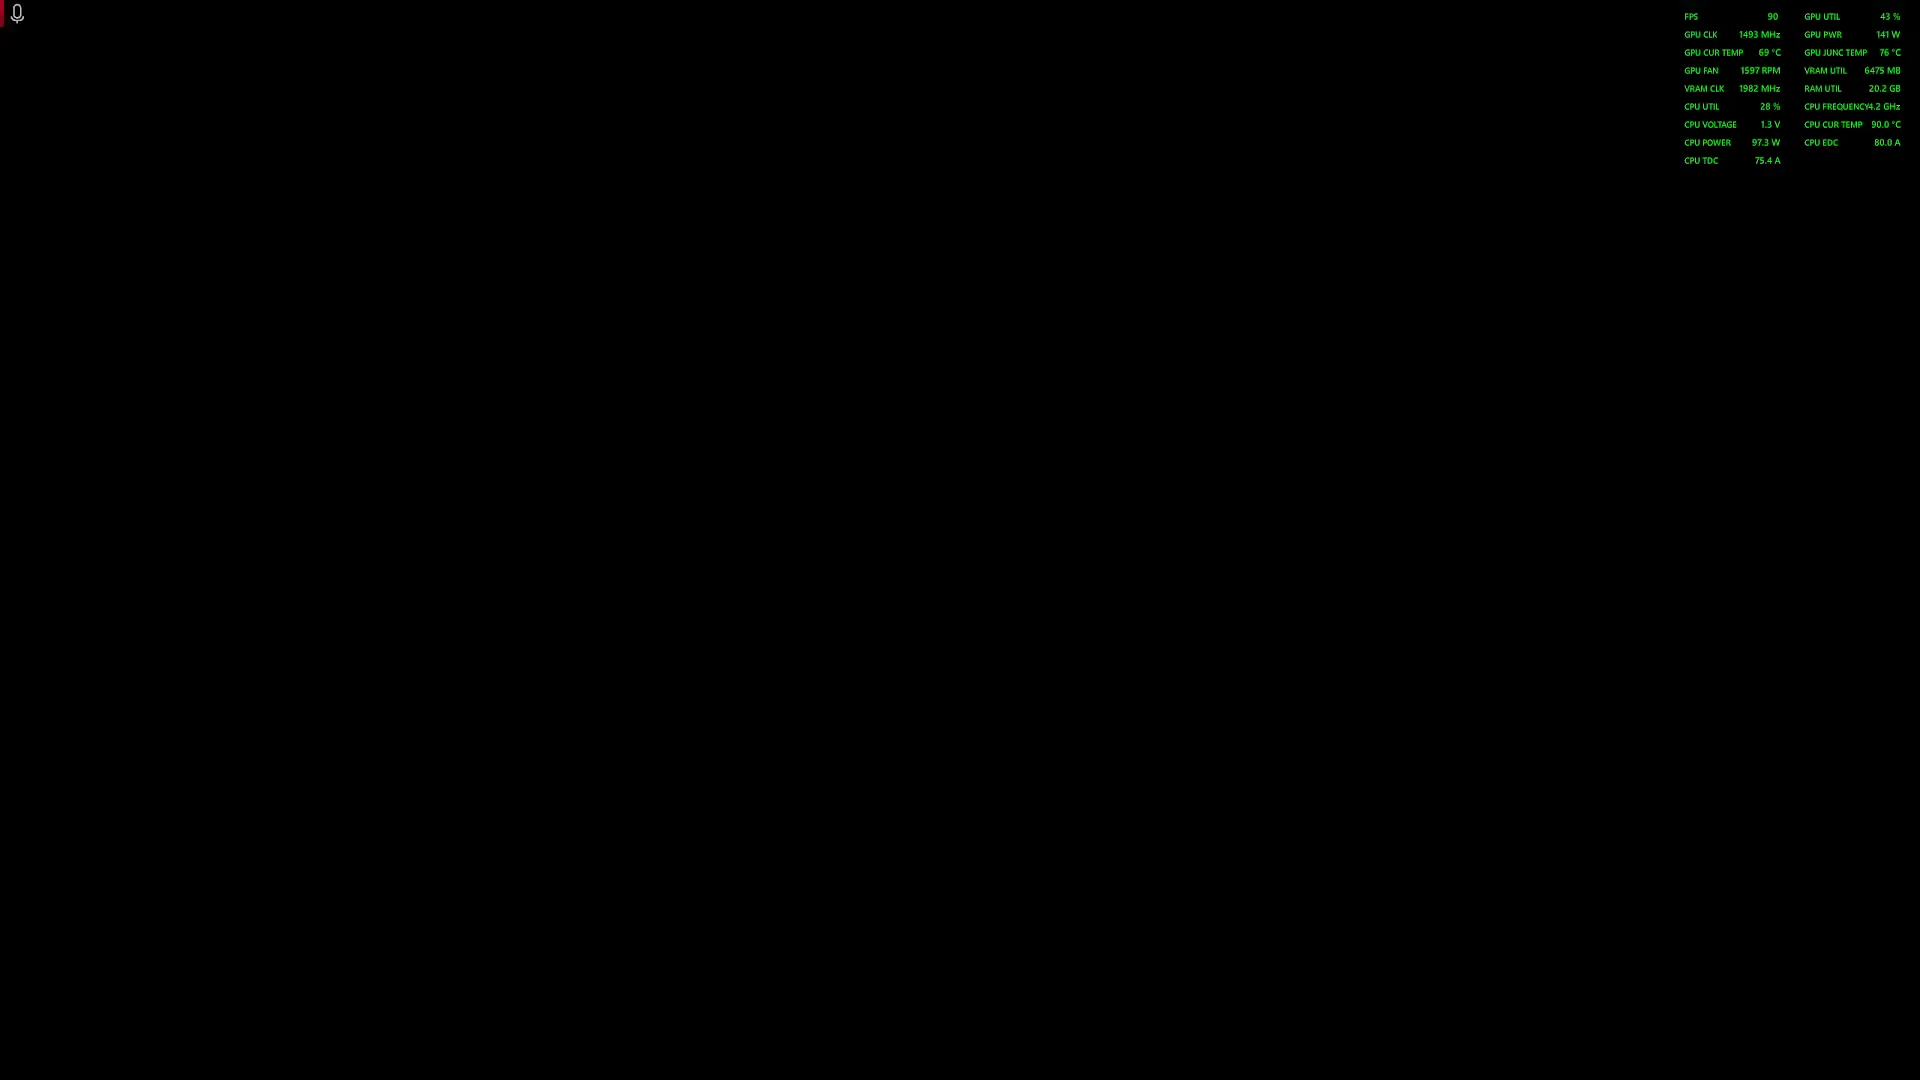 FPS 90 GPU UTIL 43 %
GPU CLK 1493 MHz GPU PWR 141 W
GPU CUR TEMP 69 °C GPU JUNC TEMP 76 °C
GPU FAN 1597 RPM VRAM UTIL 6475 MB
VRAM CLK 1982 MHz RAM UTIL 20.2 GB
CPU UTIL 28 % CPU FREQUENCY 4.2 GHz
CPU VOLTAGE 1.3 V CPU CUR TEMP 90.0 °C
CPU POWER 97.3 W CPU EDC 80.0 A
CPU TDC 75.4 A